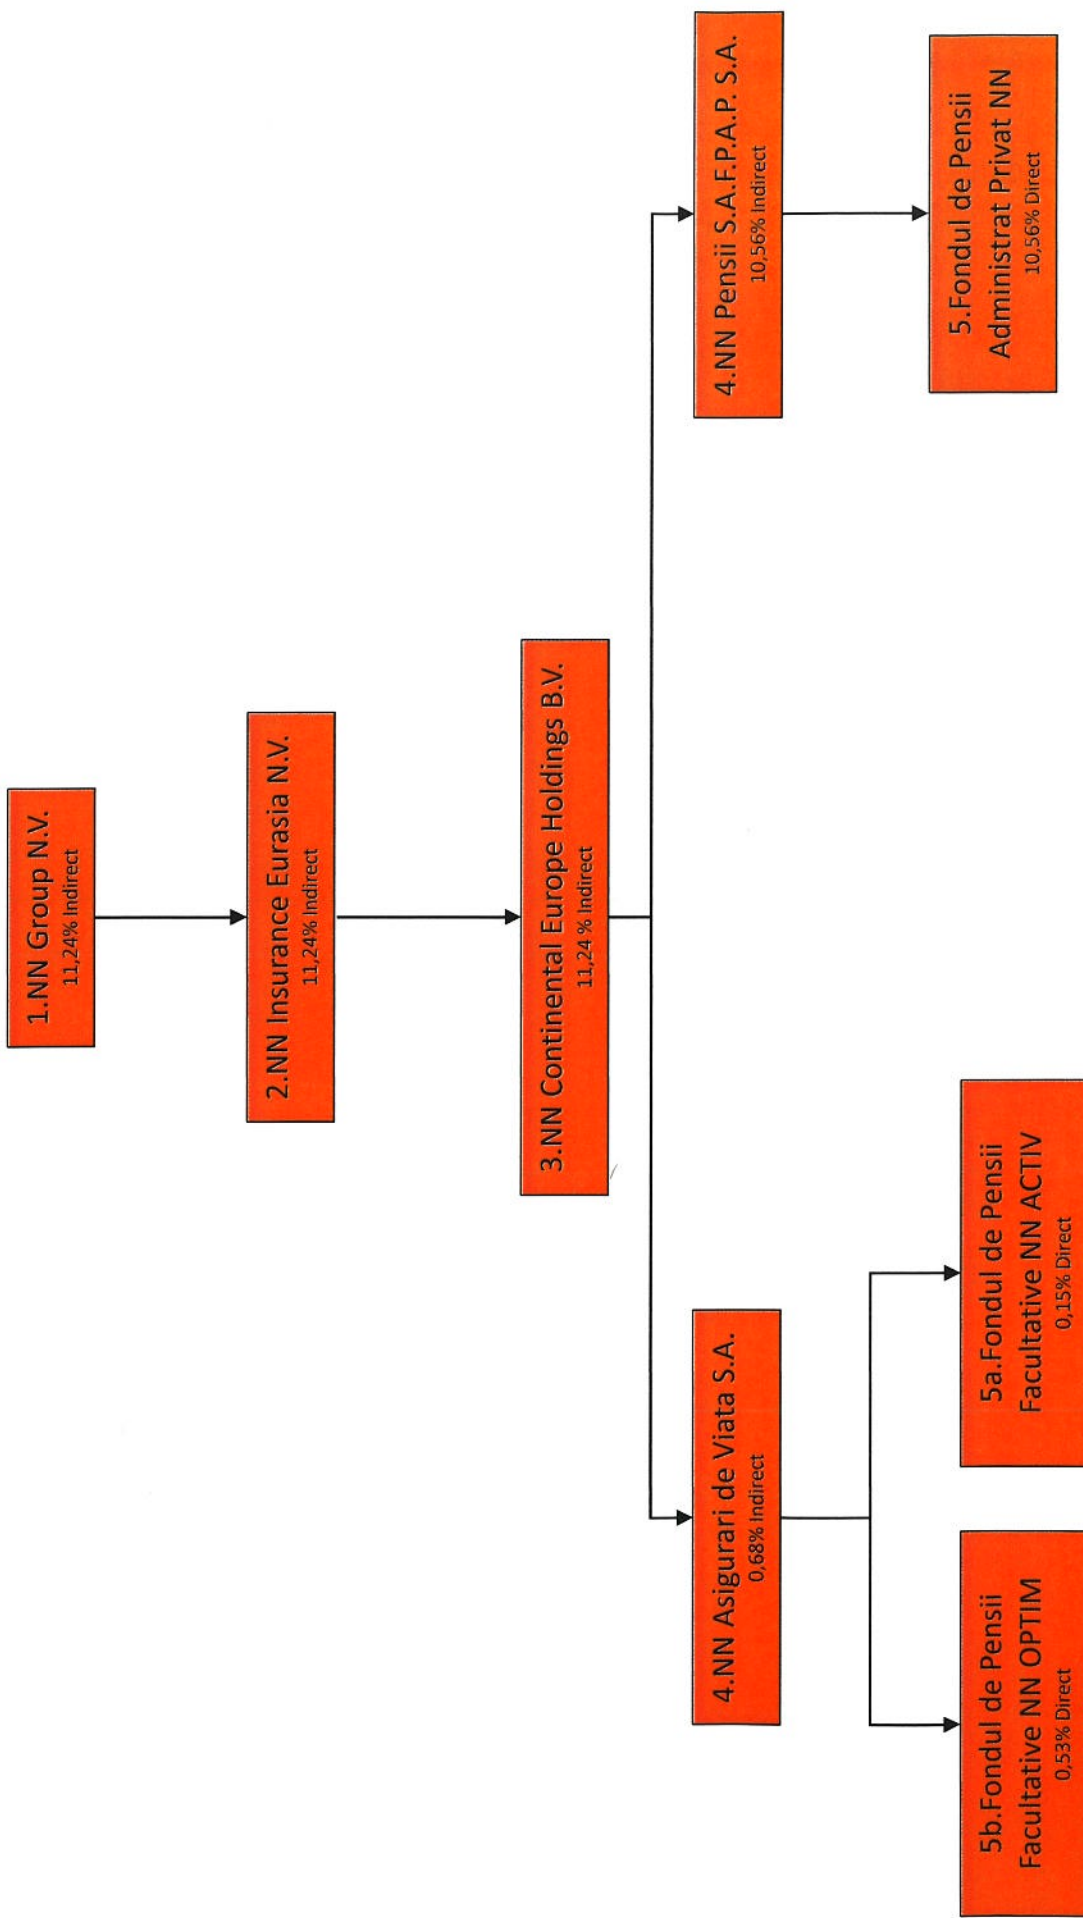 1.NN Group N.V.
11,24% Indirect
2.NN Insurance Eurasia N.V.
11,24% Indirect
3.NN Continental Europe Holdings B.V.
11,24 % Indirect
4.NN Asigurari de Viata S.A.
0,68% Indirect
4.NN Pensii S.A.F.P.A.P. S.A.
10,56% Indirect
5b.Fondul de Pensii
Facultative NN OPTIM
0,53% Direct
5a.Fondul de Pensii
Facultative NN ACTIV
0,15% Direct
5.Fondul de Pensii
Administrat Privat NN
10,56% Direct